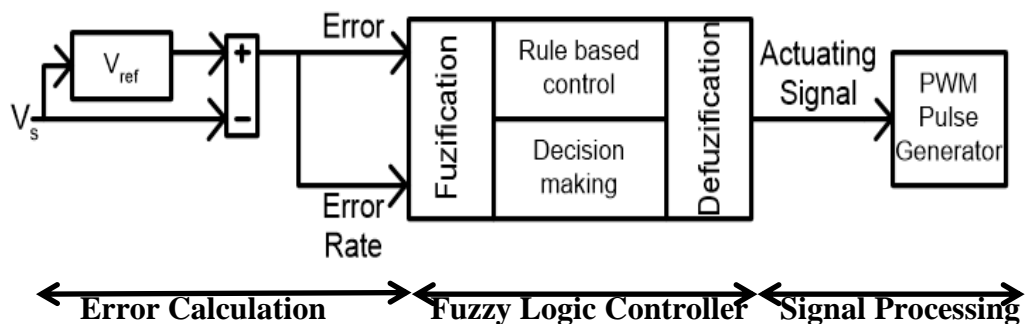 V_s
V_ref
+
−
Error
Error
Rate
Fuzification
Rule based
control
Decision
making
Defuzification
Actuating
Signal
PWM
Pulse
Generator
Error Calculation
Fuzzy Logic Controller
Signal Processing